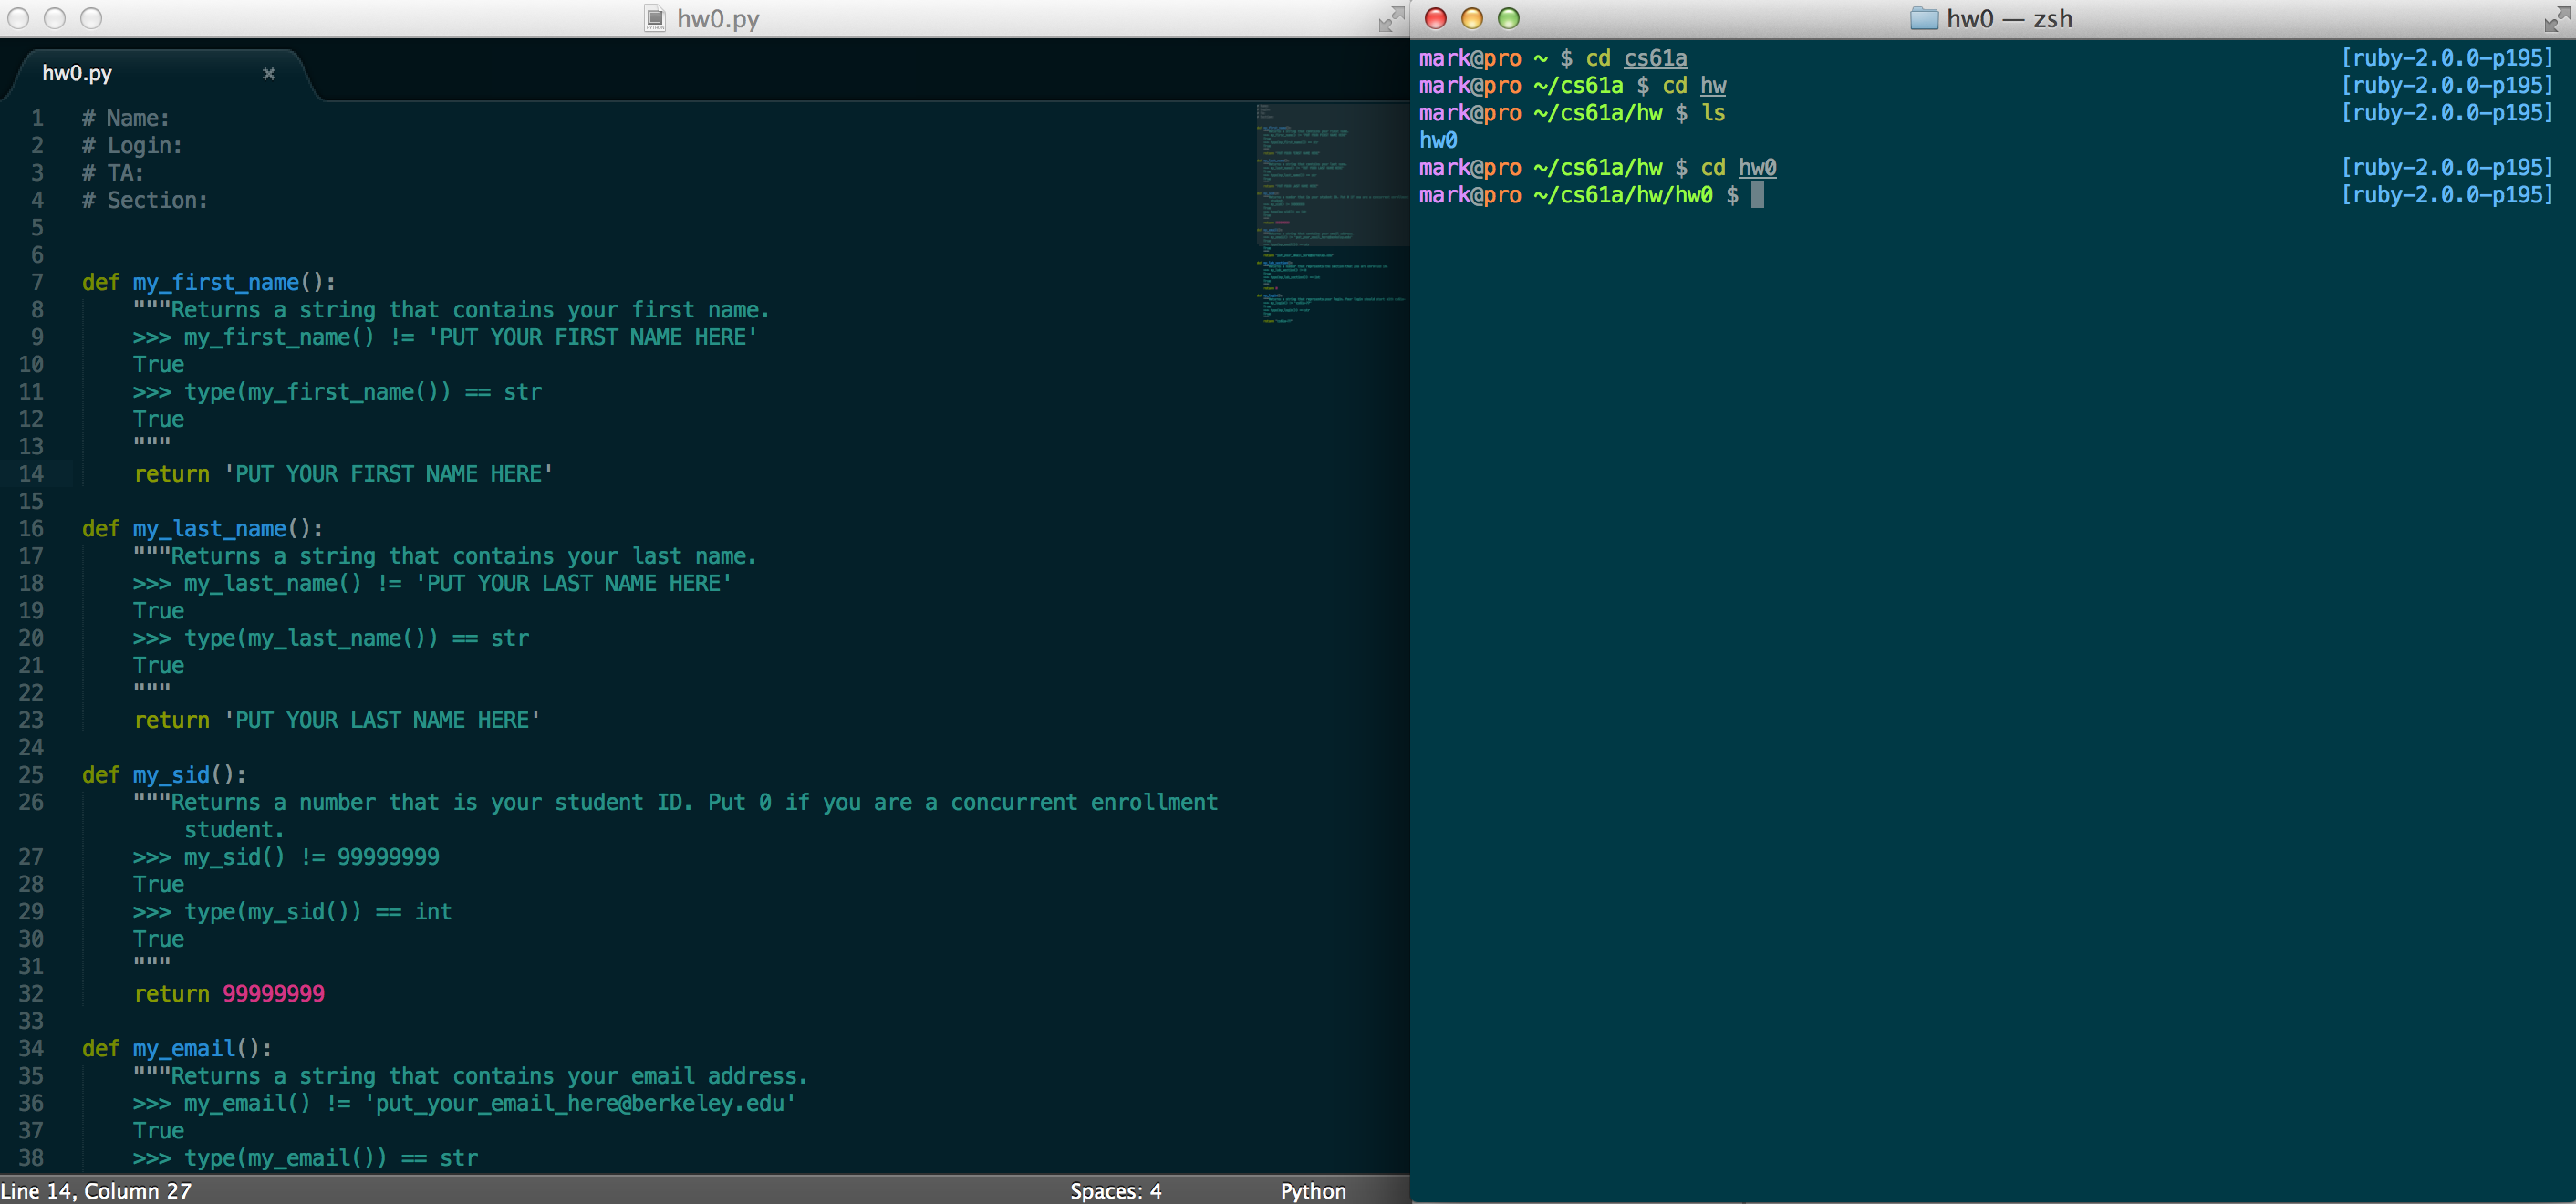 hw0.py
hw0.py ×
1 # Name:
2 # Login:
3 # TA:
4 # Section:
5
6
7 def my_first_name():
8     """Returns a string that contains your first name.
9     >>> my_first_name() != 'PUT YOUR FIRST NAME HERE'
10     True
11     >>> type(my_first_name()) == str
12     True
13     """
14     return 'PUT YOUR FIRST NAME HERE'
15
16 def my_last_name():
17     """Returns a string that contains your last name.
18     >>> my_last_name() != 'PUT YOUR LAST NAME HERE'
19     True
20     >>> type(my_last_name()) == str
21     True
22     """
23     return 'PUT YOUR LAST NAME HERE'
24
25 def my_sid():
26     """Returns a number that is your student ID. Put 0 if you are a concurrent enrollment
student.
27     >>> my_sid() != 99999999
28     True
29     >>> type(my_sid()) == int
30     True
31     """
32     return 99999999
33
34 def my_email():
35     """Returns a string that contains your email address.
36     >>> my_email() != 'put_your_email_here@berkeley.edu'
37     True
38     >>> type(my_email()) == str
Line 14, Column 27 Spaces: 4 Python
hw0 — zsh
mark@pro ~ $ cd cs61a [ruby-2.0.0-p195]
mark@pro ~/cs61a $ cd hw [ruby-2.0.0-p195]
mark@pro ~/cs61a/hw $ ls [ruby-2.0.0-p195]
hw0
mark@pro ~/cs61a/hw $ cd hw0 [ruby-2.0.0-p195]
mark@pro ~/cs61a/hw/hw0 $ [ruby-2.0.0-p195]